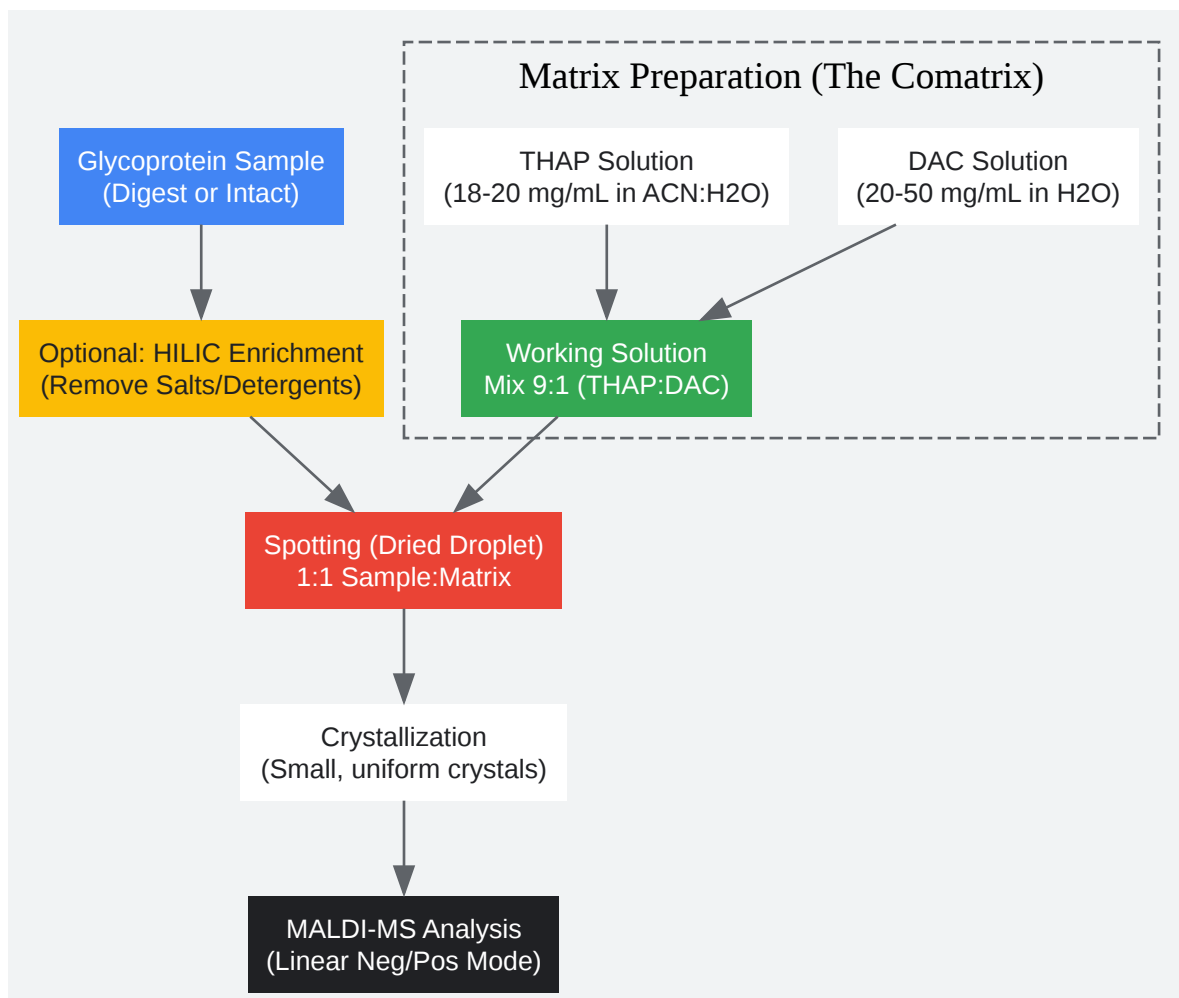 Matrix Preparation (The Comatrix)
Glycoprotein Sample
(Digest or Intact)
THAP Solution
(18-20 mg/mL in ACN:H2O)
DAC Solution
(20-50 mg/mL in H2O)
Optional: HILIC Enrichment
(Remove Salts/Detergents)
Working Solution
Mix 9:1 (THAP:DAC)
Spotting (Dried Droplet)
1:1 Sample:Matrix
Crystallization
(Small, uniform crystals)
MALDI-MS Analysis
(Linear Neg/Pos Mode)